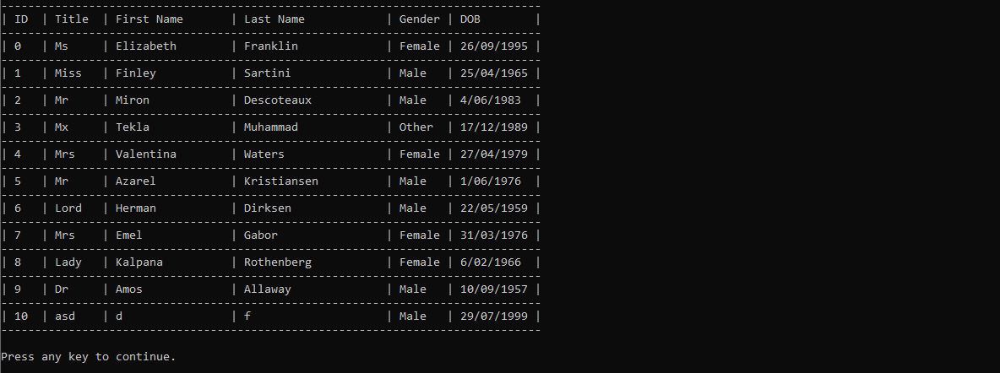 --------------------------------------------------------------------------------
| ID  | Title  | First Name       | Last Name            | Gender | DOB        |
--------------------------------------------------------------------------------
| 0   | Ms     | Elizabeth        | Franklin             | Female | 26/09/1995 |
--------------------------------------------------------------------------------
| 1   | Miss   | Finley           | Sartini              | Male   | 25/04/1965 |
--------------------------------------------------------------------------------
| 2   | Mr     | Miron            | Descoteaux           | Male   | 4/06/1983  |
--------------------------------------------------------------------------------
| 3   | Mx     | Tekla            | Muhammad             | Other  | 17/12/1989 |
--------------------------------------------------------------------------------
| 4   | Mrs    | Valentina        | Waters               | Female | 27/04/1979 |
--------------------------------------------------------------------------------
| 5   | Mr     | Azarel           | Kristiansen          | Male   | 1/06/1976  |
--------------------------------------------------------------------------------
| 6   | Lord   | Herman           | Dirksen              | Male   | 22/05/1959 |
--------------------------------------------------------------------------------
| 7   | Mrs    | Emel             | Gabor                | Female | 31/03/1976 |
--------------------------------------------------------------------------------
| 8   | Lady   | Kalpana          | Rothenberg           | Female | 6/02/1966  |
--------------------------------------------------------------------------------
| 9   | Dr     | Amos             | Allaway              | Male   | 10/09/1957 |
--------------------------------------------------------------------------------
| 10  | asd    | d                | f                    | Male   | 29/07/1999 |
--------------------------------------------------------------------------------
Press any key to continue.